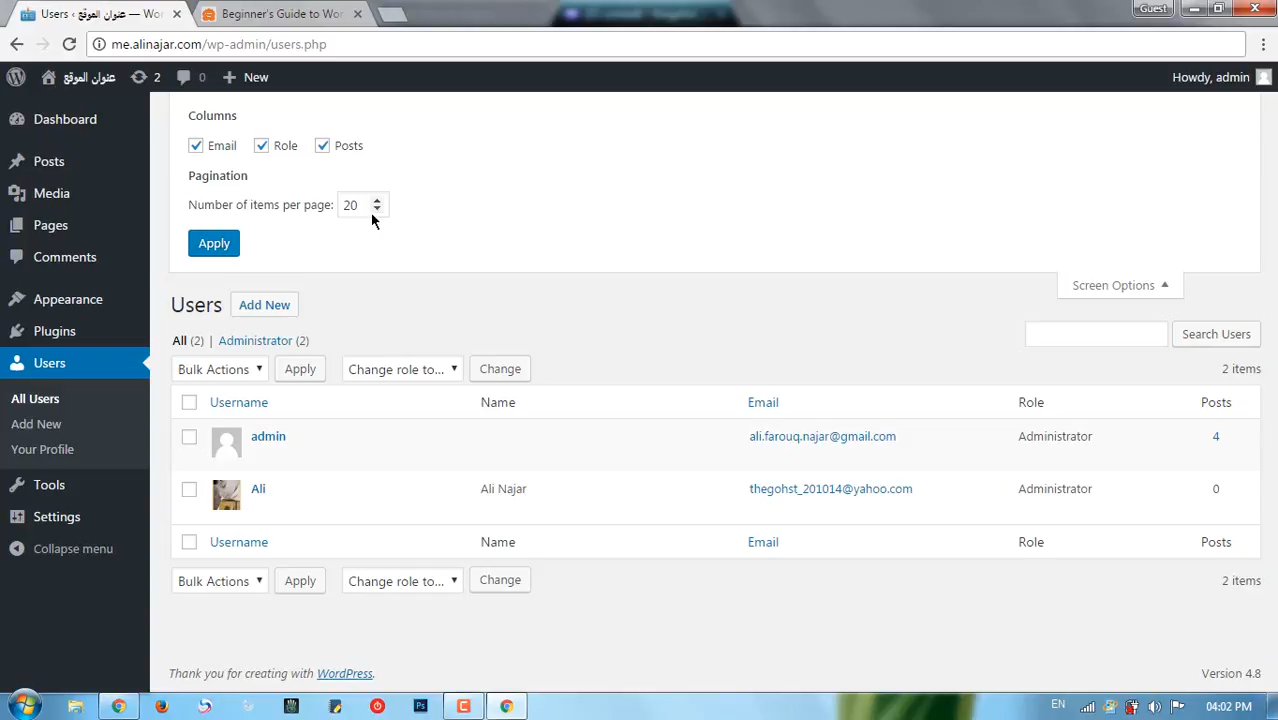 Users ‹ عنوان الموقع — Wor
Beginner's Guide to Wor
Guest
me.alinajar.com/wp-admin/users.php
عنوان الموقع
2
0
New
Howdy, admin
Dashboard
Posts
Media
Pages
Comments
Appearance
Plugins
Users
All Users
Add New
Your Profile
Tools
Settings
Collapse menu
Columns
Email Role Posts
Pagination
Number of items per page: 20
Apply
Screen Options
Users Add New
All (2) | Administrator (2)
Search Users
Bulk Actions Apply Change role to... Change 2 items
Username Name Email Role Posts
admin ali.farouq.najar@gmail.com Administrator 4
Ali Ali Najar thegohst_201014@yahoo.com Administrator 0
Username Name Email Role Posts
Bulk Actions Apply Change role to... Change 2 items
Thank you for creating with WordPress.
Version 4.8
Ps
C
EN
04:02 PM